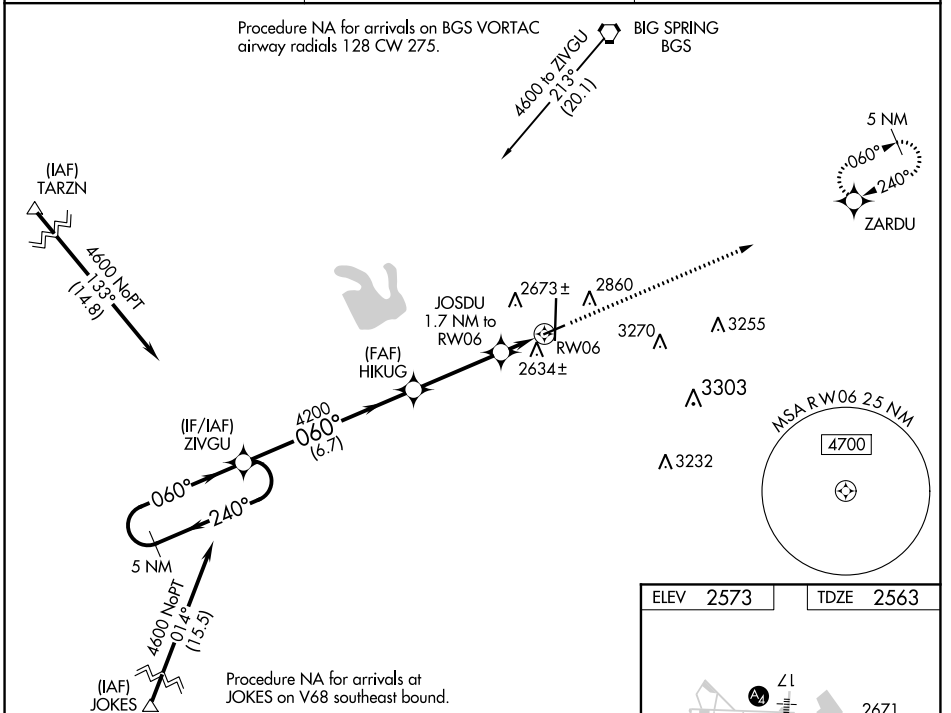 Procedure NA for arrivals on BGS VORTAC
airway radials 128 CW 275.
BIG SPRING
BGS
4600 to ZIVGU
213°
(20.1)
5 NM
060°
240°
ZARDU
(IAF)
TARZN
4600 NoPT
133°
(14.8)
JOSDU
1.7 NM to
RW06
2673±
2860
3270
3255
RW06
2634±
(FAF)
HIKUG
3303
MSA RW06 25 NM
4700
3232
(IF/IAF)
ZIVGU
4200
060°
(6.7)
060°
240°
5 NM
4600 NoPT
014°
(15.5)
(IAF)
JOKES
Procedure NA for arrivals at
JOKES on V68 southeast bound.
ELEV 2573
TDZE 2563
A4
17
2671